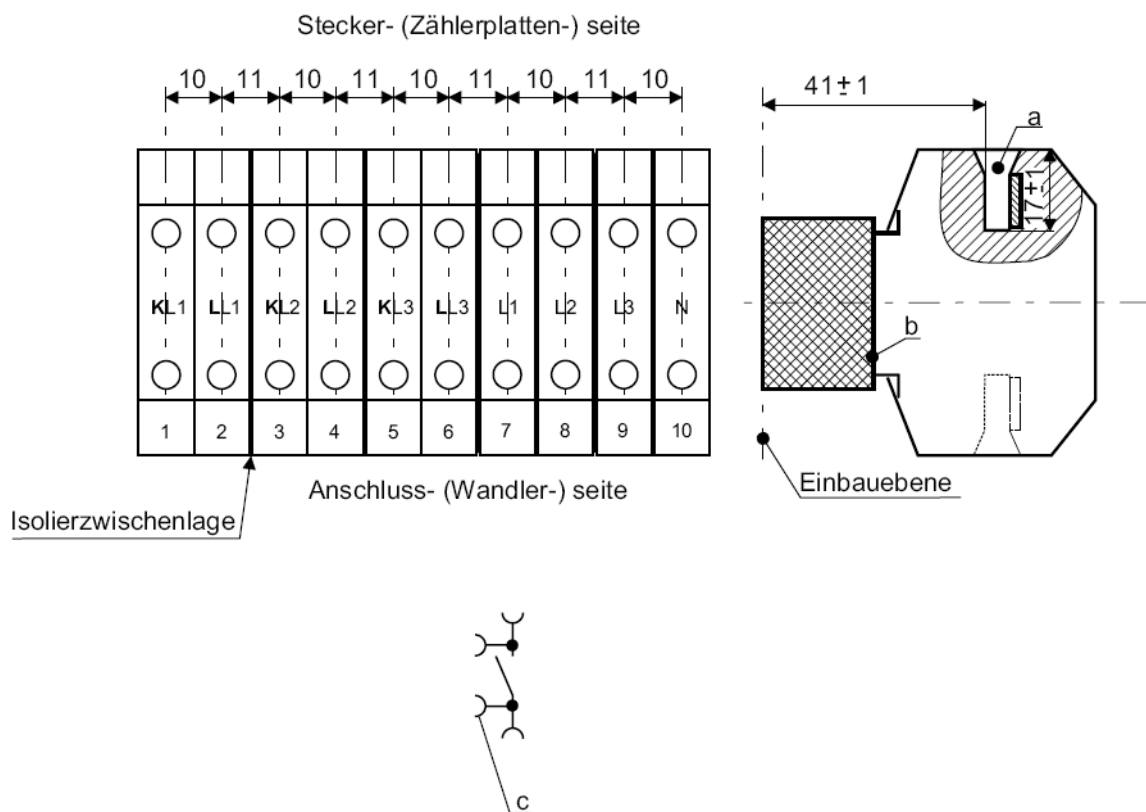 Stecker- (Zählerplatten-) seite
10 11 10 11 10 11 10 11 10
41±1
a
17±1
KL1 LL1 KL2 LL2 KL3 LL3 L1 L2 L3 N
b
1 2 3 4 5 6 7 8 9 10
Einbauebene
Anschluss- (Wandler-) seite
Isolierzwischenlage
c